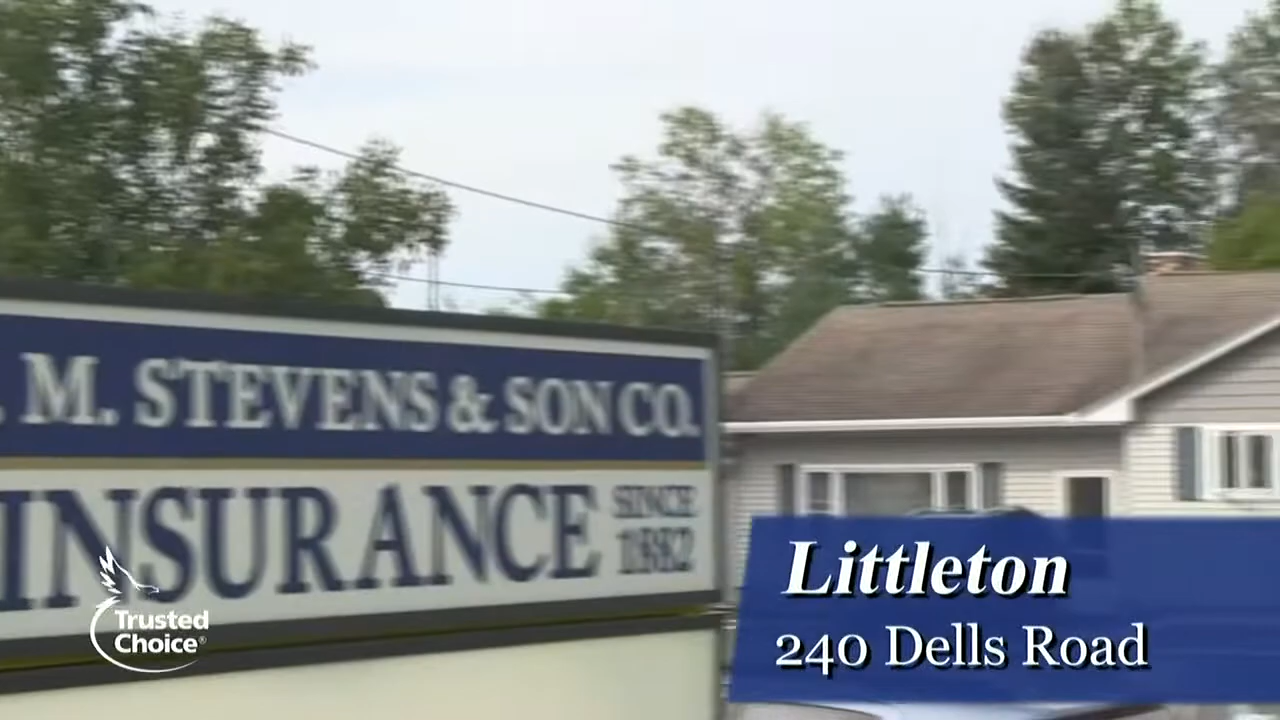 M. STEVENS & SON CO.
INSURANCE
SINCE
1882
Trusted
Choice®
Littleton
240 Dells Road